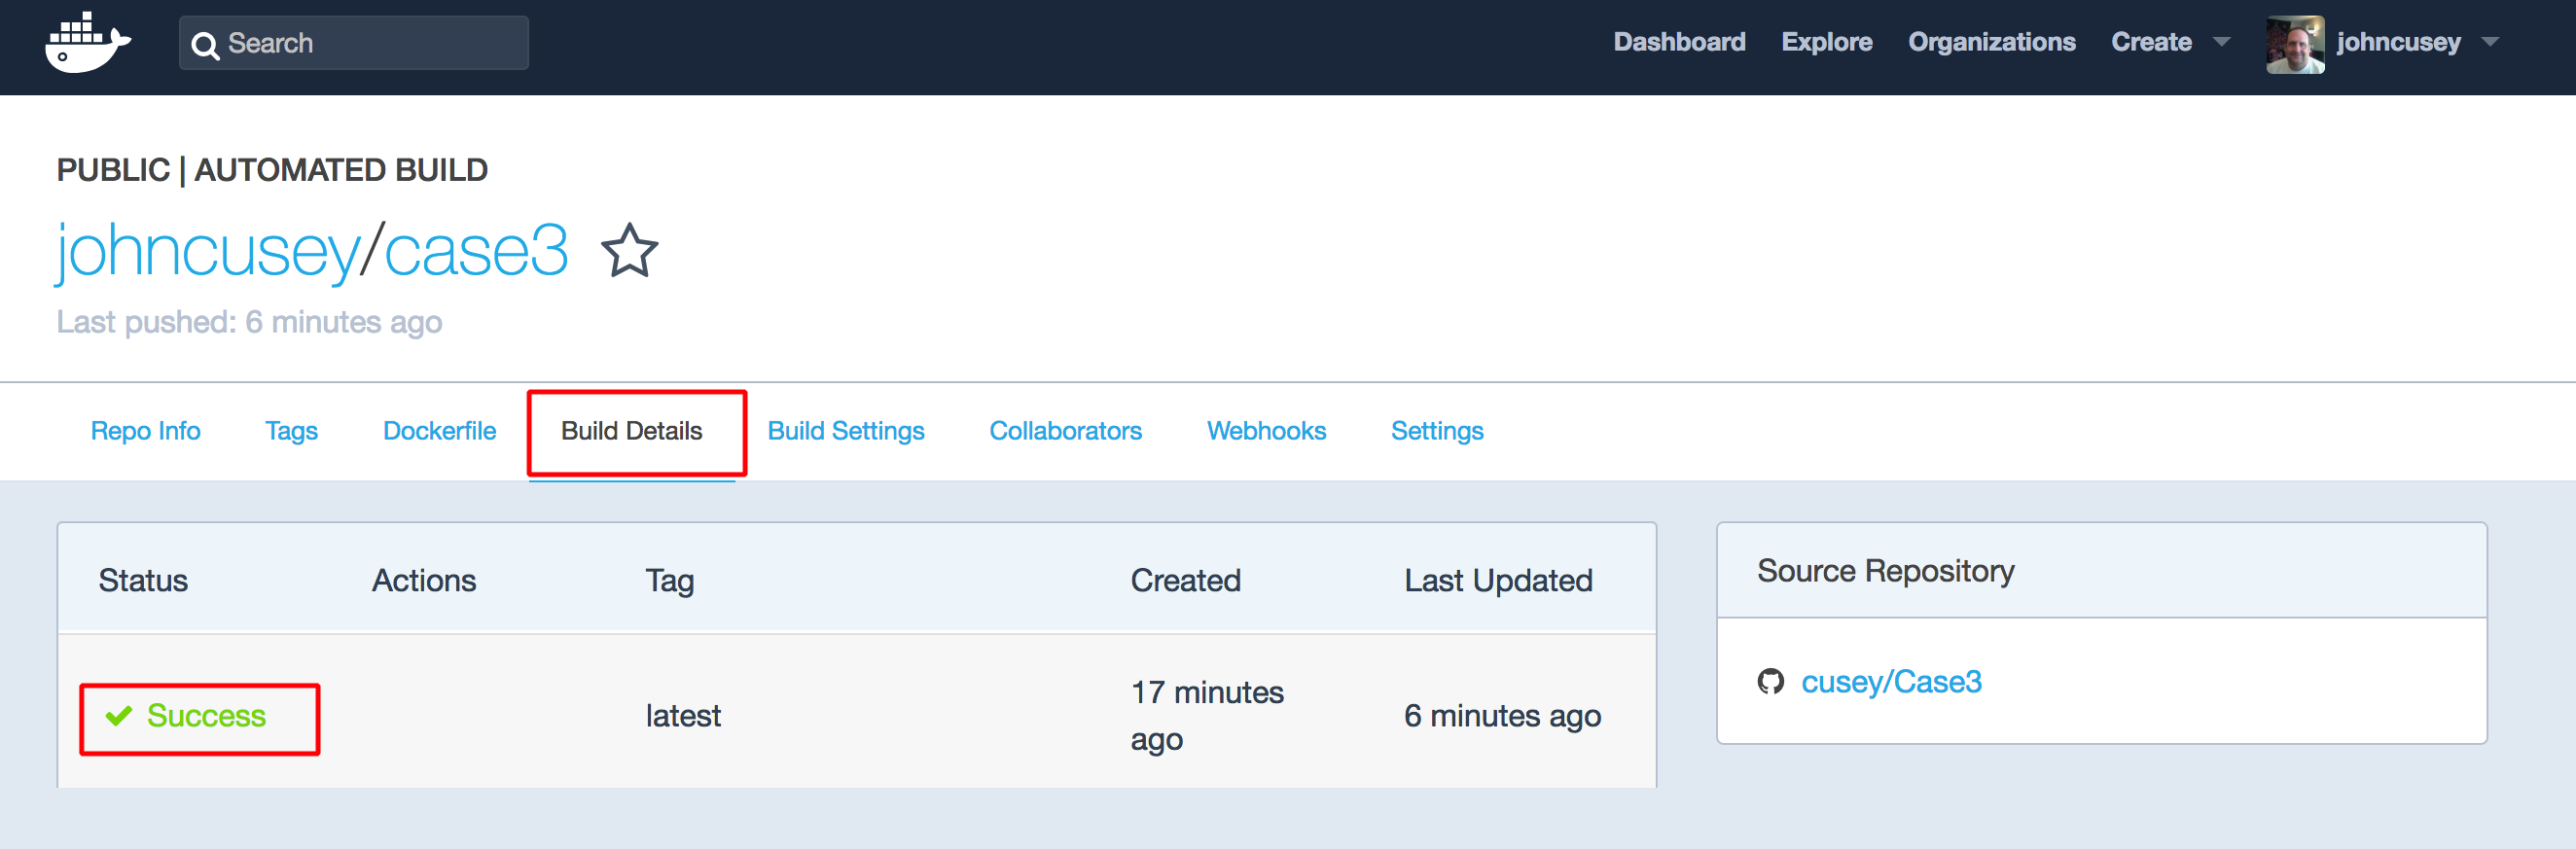 Search
Dashboard Explore Organizations Create johncusey
PUBLIC | AUTOMATED BUILD
johncusey/case3
Last pushed: 6 minutes ago
Repo Info Tags Dockerfile Build Details Build Settings Collaborators Webhooks Settings
Status Actions Tag Created Last Updated
Success latest 17 minutes ago 6 minutes ago
Source Repository
cusey/Case3